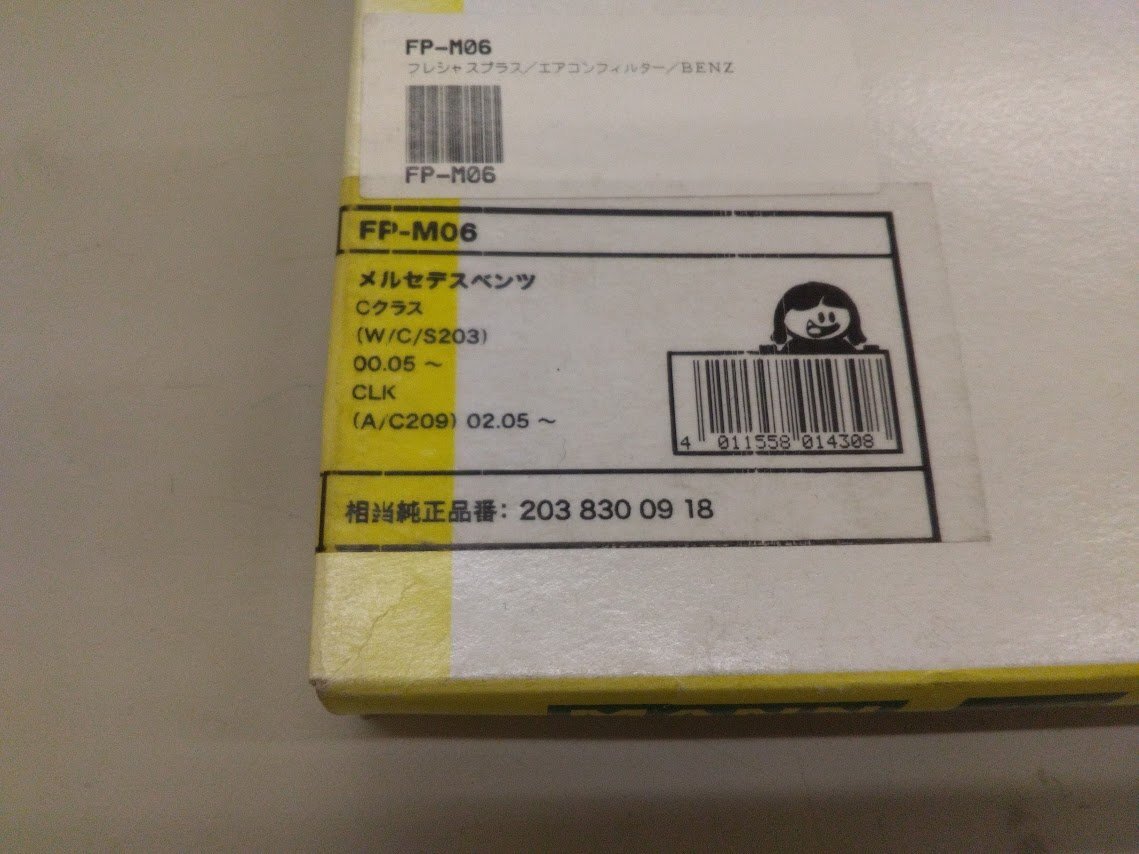 FP-M06
フレシャスプラス/エアコンフィルター/BENZ
FP-M06
FP-M06
メルセデスベンツ
Cクラス
(W/C/S203)
00.05 ~
CLK
(A/C209) 02.05 ~
4 011558 014308
相当純正品番: 203 830 09 18